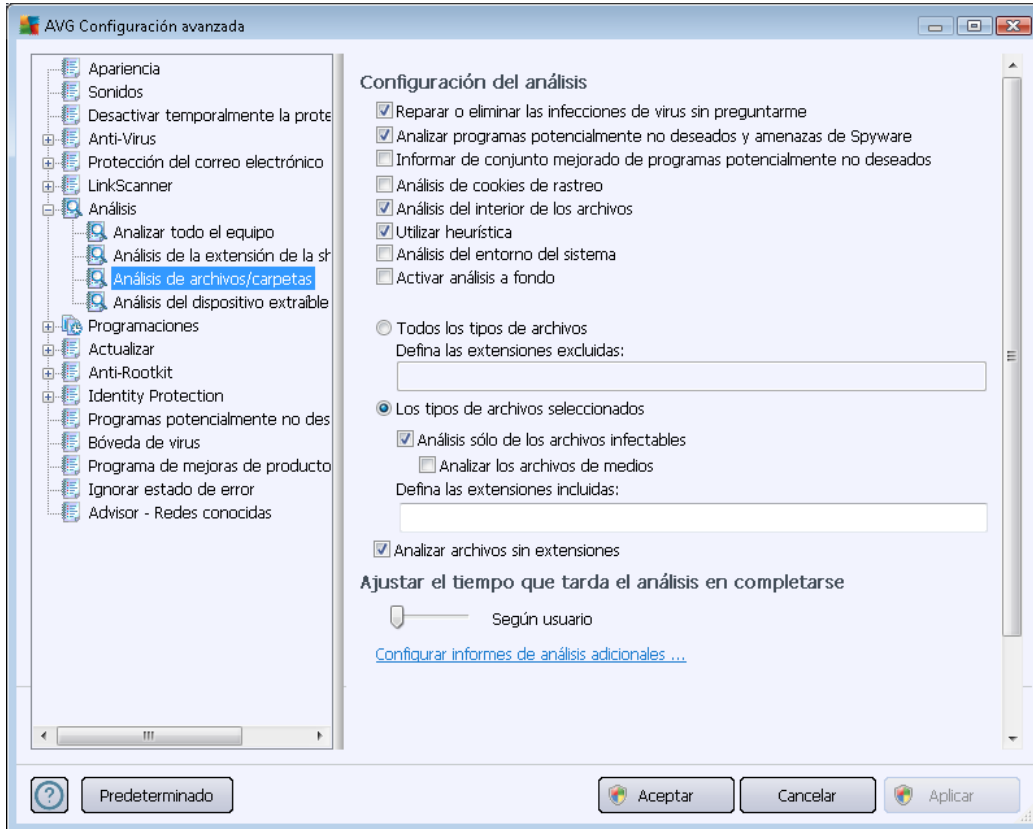 AVG Configuración avanzada
Apariencia
Sonidos
Desactivar temporalmente la prote
Anti-Virus
Protección del correo electrónico
LinkScanner
Análisis
Analizar todo el equipo
Análisis de la extensión de la sh
Análisis de archivos/carpetas
Análisis del dispositivo extraíble
Programaciones
Actualizar
Anti-Rootkit
Identity Protection
Programas potencialmente no des
Bóveda de virus
Programa de mejoras de producto
Ignorar estado de error
Advisor - Redes conocidas
Configuración del análisis
Reparar o eliminar las infecciones de virus sin preguntarme
Analizar programas potencialmente no deseados y amenazas de Spyware
Informar de conjunto mejorado de programas potencialmente no deseados
Análisis de cookies de rastreo
Análisis del interior de los archivos
Utilizar heurística
Análisis del entorno del sistema
Activar análisis a fondo
Todos los tipos de archivos
Defina las extensiones excluidas:
Los tipos de archivos seleccionados
Análisis sólo de los archivos infectables
Analizar los archivos de medios
Defina las extensiones incluidas:
Analizar archivos sin extensiones
Ajustar el tiempo que tarda el análisis en completarse
Según usuario
Configurar informes de análisis adicionales ...
Predeterminado
Aceptar
Cancelar
Aplicar